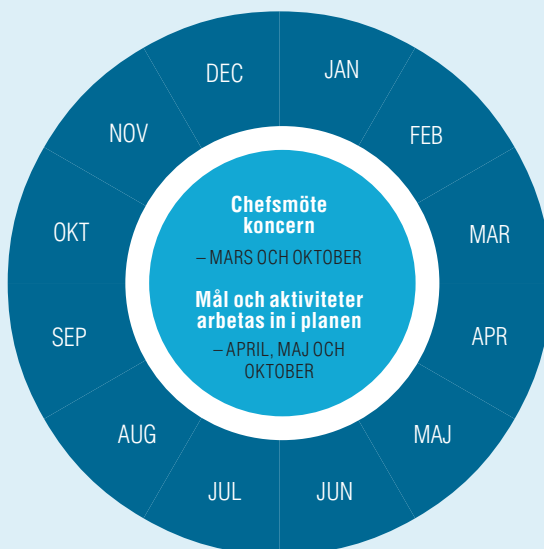 JAN
FEB
MAR
APR
MAJ
JUN
JUL
AUG
SEP
OKT
NOV
DEC
Chefsmöte
koncern
– MARS OCH OKTOBER
Mål och aktiviteter
arbetas in i planen
– APRIL, MAJ OCH
OKTOBER